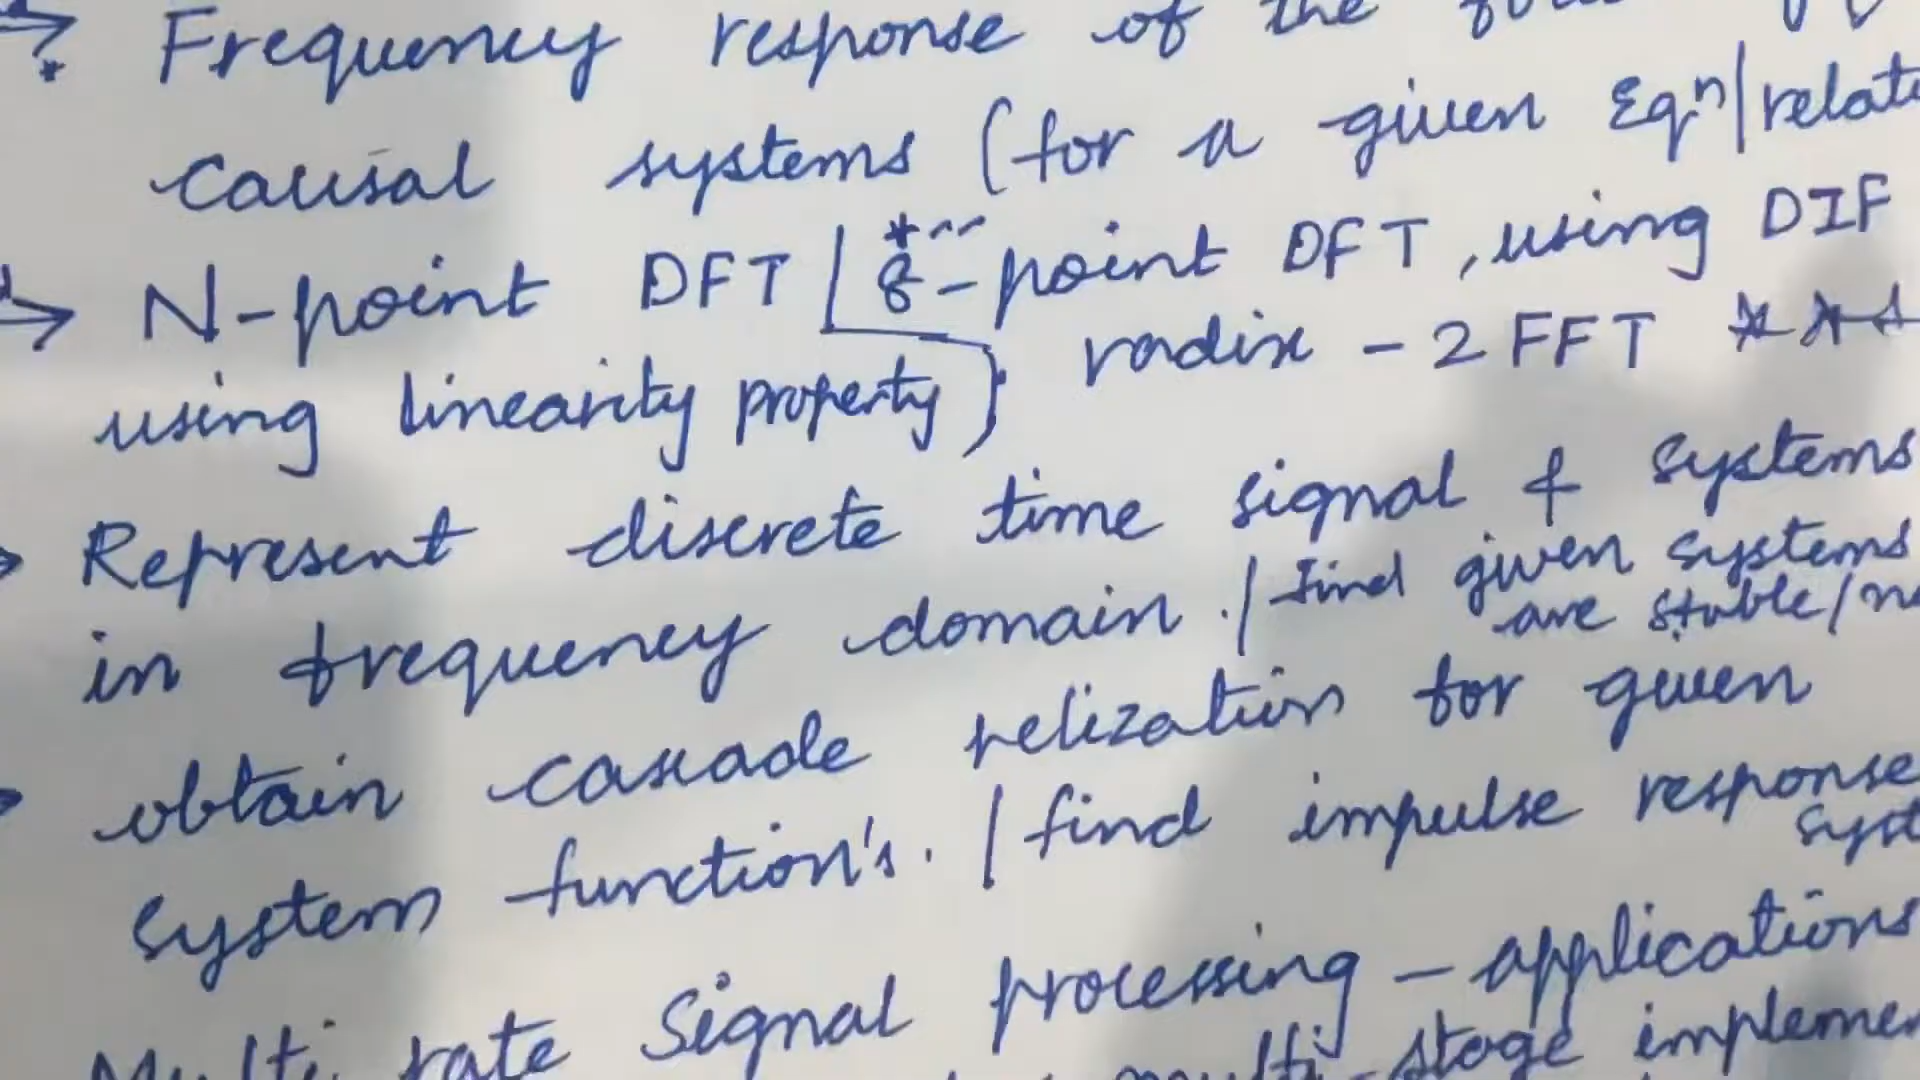 → Frequency response of the
* causal systems (for a given Eqⁿ/
→ N-point DFT | 8-point DFT, using DIF
using linearity property) radix - 2 FFT ***
Represent discrete time signal & systems
in frequency domain. / Find given systems
are stable/
obtain cascade relization for given
system function's. / find impulse response
Multi rate Signal processing - applications
multi-stage